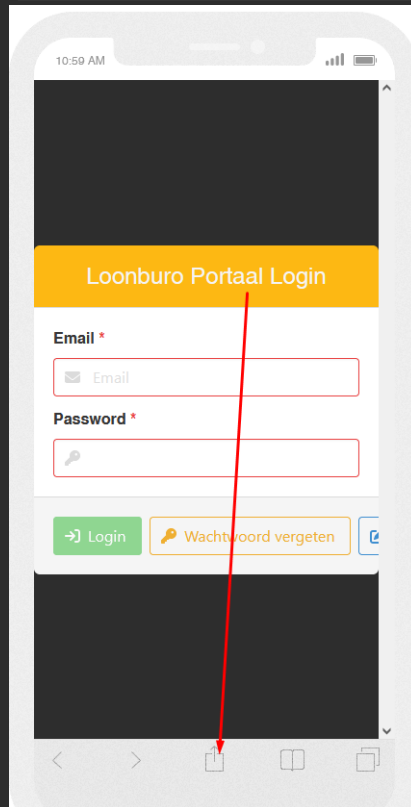 10:59 AM
Loonburo Portaal Login
Email *
Email
Password *
Login
Wachtwoord vergeten